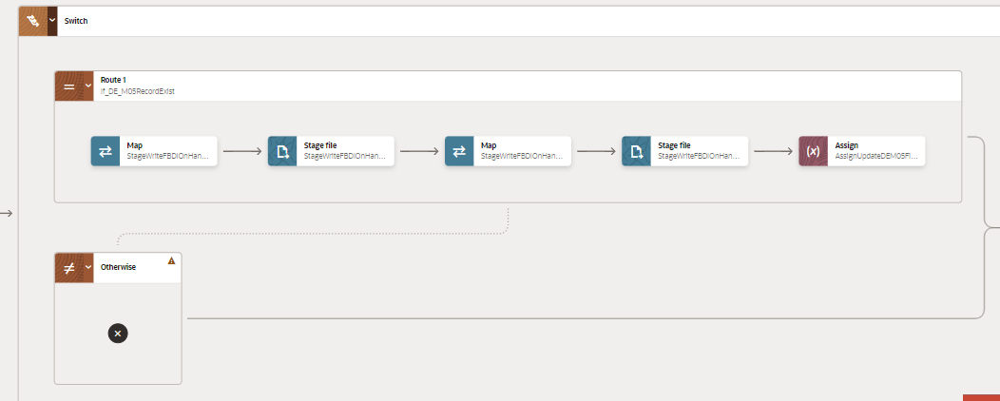 Switch
Route 1
if_DE_M05RecordExist
Map
StageWriteFBDIOnHan...
Stage file
StageWriteFBDIOnHan...
Map
StageWriteFBDIOnHan...
Stage file
StageWriteFBDIOnHan...
(x)
Assign
AssignUpdateDEM05Fi...
Otherwise